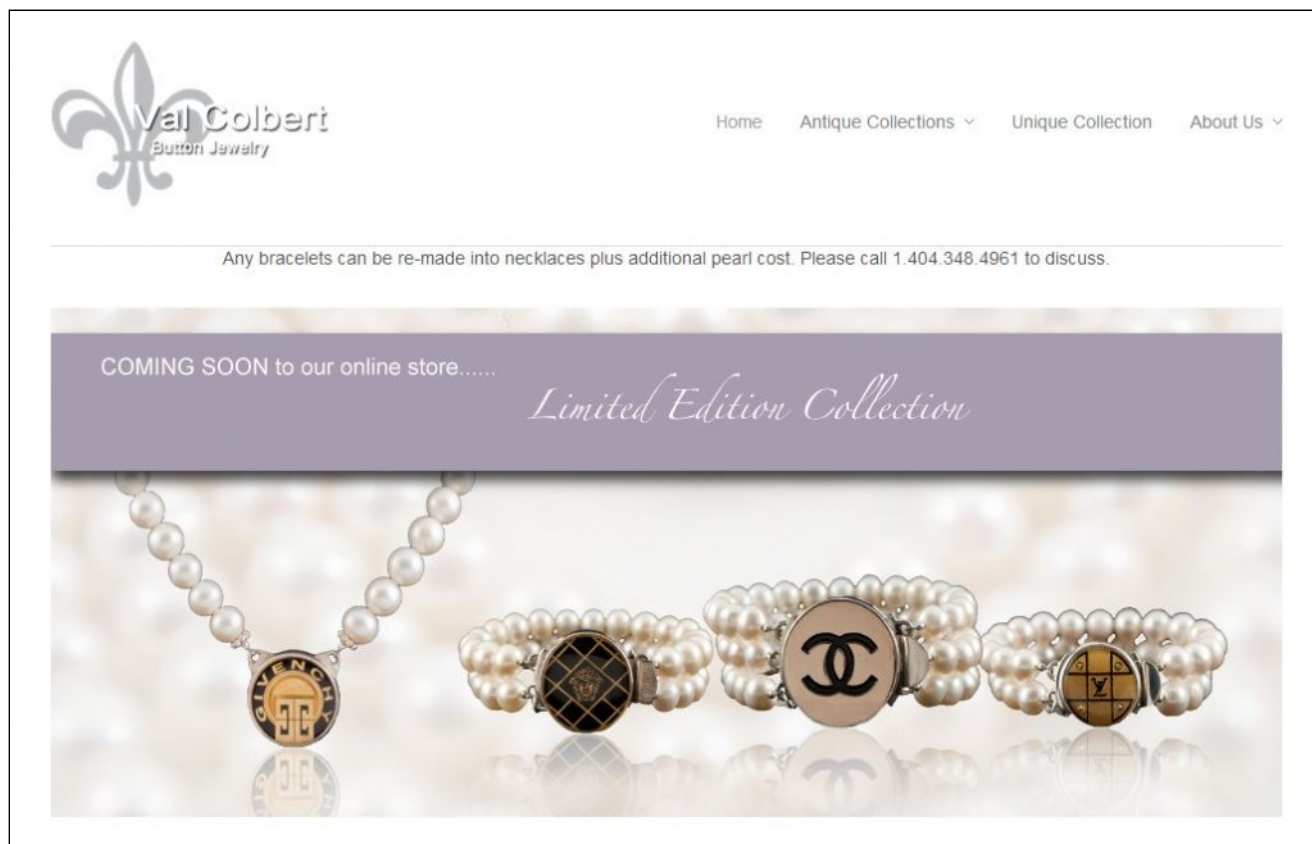 Val Colbert
Button Jewelry
Home Antique Collections Unique Collection About Us
Any bracelets can be re-made into necklaces plus additional pearl cost. Please call 1.404.348.4961 to discuss.
COMING SOON to our online store......
Limited Edition Collection
GIVENCHY